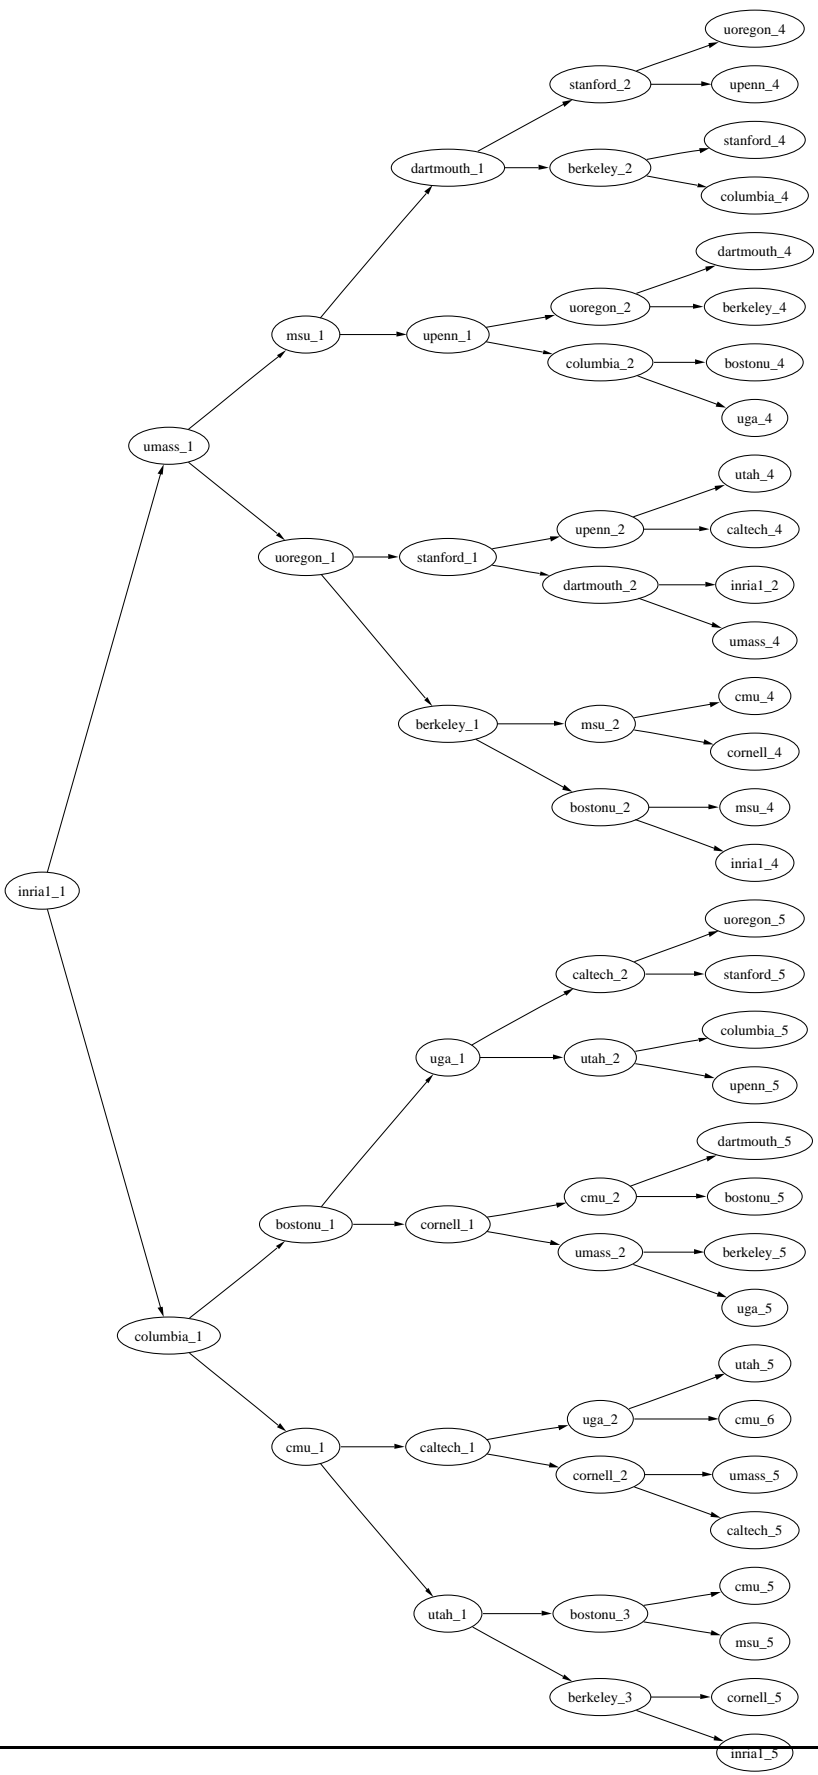 uoregon_4
stanford_2
upenn_4
stanford_4
dartmouth_1
berkeley_2
columbia_4
dartmouth_4
uoregon_2
berkeley_4
msu_1
upenn_1
columbia_2
bostonu_4
uga_4
umass_1
utah_4
upenn_2
caltech_4
uoregon_1
stanford_1
dartmouth_2
inria1_2
umass_4
cmu_4
berkeley_1
msu_2
cornell_4
bostonu_2
msu_4
inria1_4
inria1_1
uoregon_5
caltech_2
stanford_5
columbia_5
uga_1
utah_2
upenn_5
dartmouth_5
cmu_2
bostonu_5
bostonu_1
cornell_1
umass_2
berkeley_5
uga_5
columbia_1
utah_5
uga_2
cmu_6
cmu_1
caltech_1
cornell_2
umass_5
caltech_5
cmu_5
utah_1
bostonu_3
msu_5
berkeley_3
cornell_5
inria1_5